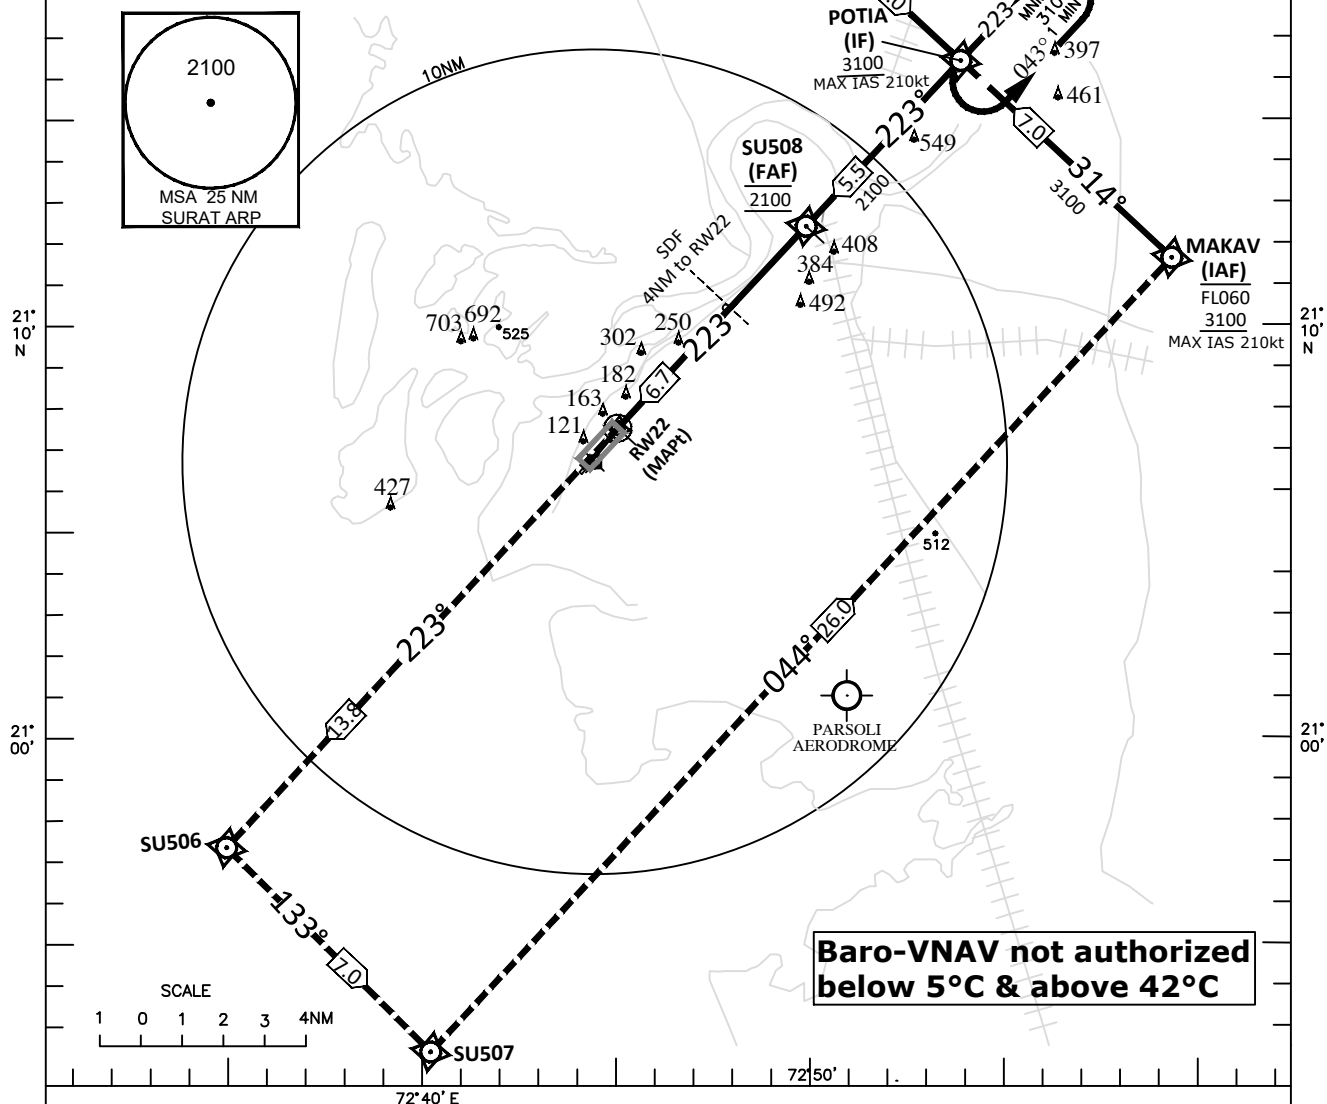 2100
MSA 25 NM
SURAT ARP
10NM
POTIA
(IF)
3100
MAX IAS 210kt
223°
043° 1 MIN
397
461
549
7.0
314°
3100
SU508
(FAF)
2100
223°
5.5
2100
SDF
4NM to RW22
408
384
492
MAKAV
(IAF)
FL060
3100
MAX IAS 210kt
21°
10'
N
21°
10'
N
703
692
525
302
250
223°
182
6.7
163
121
RW22
(MAPt)
427
512
223°
13.8
044°
26.0
PARSOLI
AERODROME
21°
00'
21°
00'
SU506
133°
7.0
SU507
SCALE
1 0 1 2 3 4NM
Baro-VNAV not authorized
below 5°C & above 42°C
72°40' E
72°50'